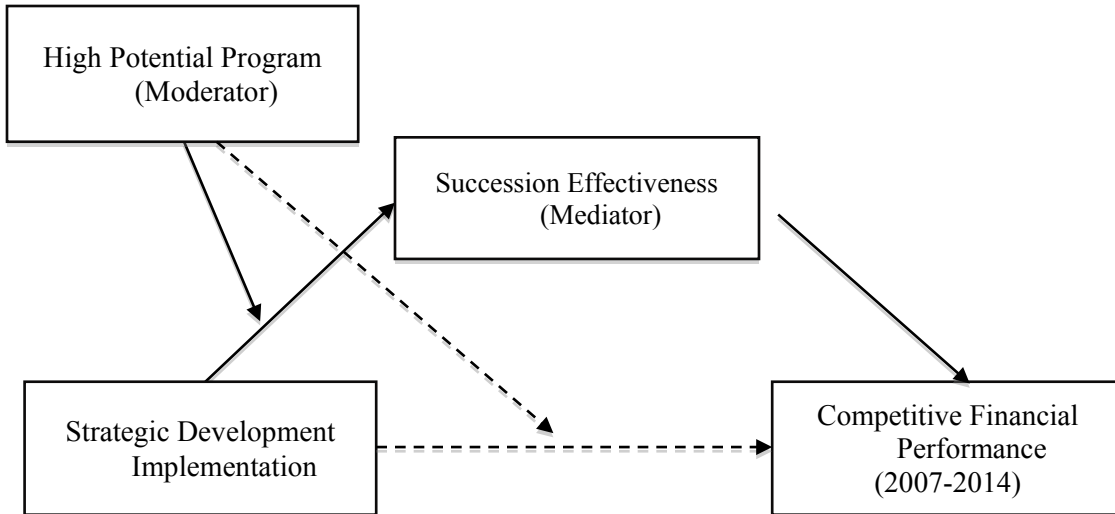 High Potential Program
(Moderator)
Succession Effectiveness
(Mediator)
Strategic Development
Implementation
Competitive Financial
Performance
(2007-2014)